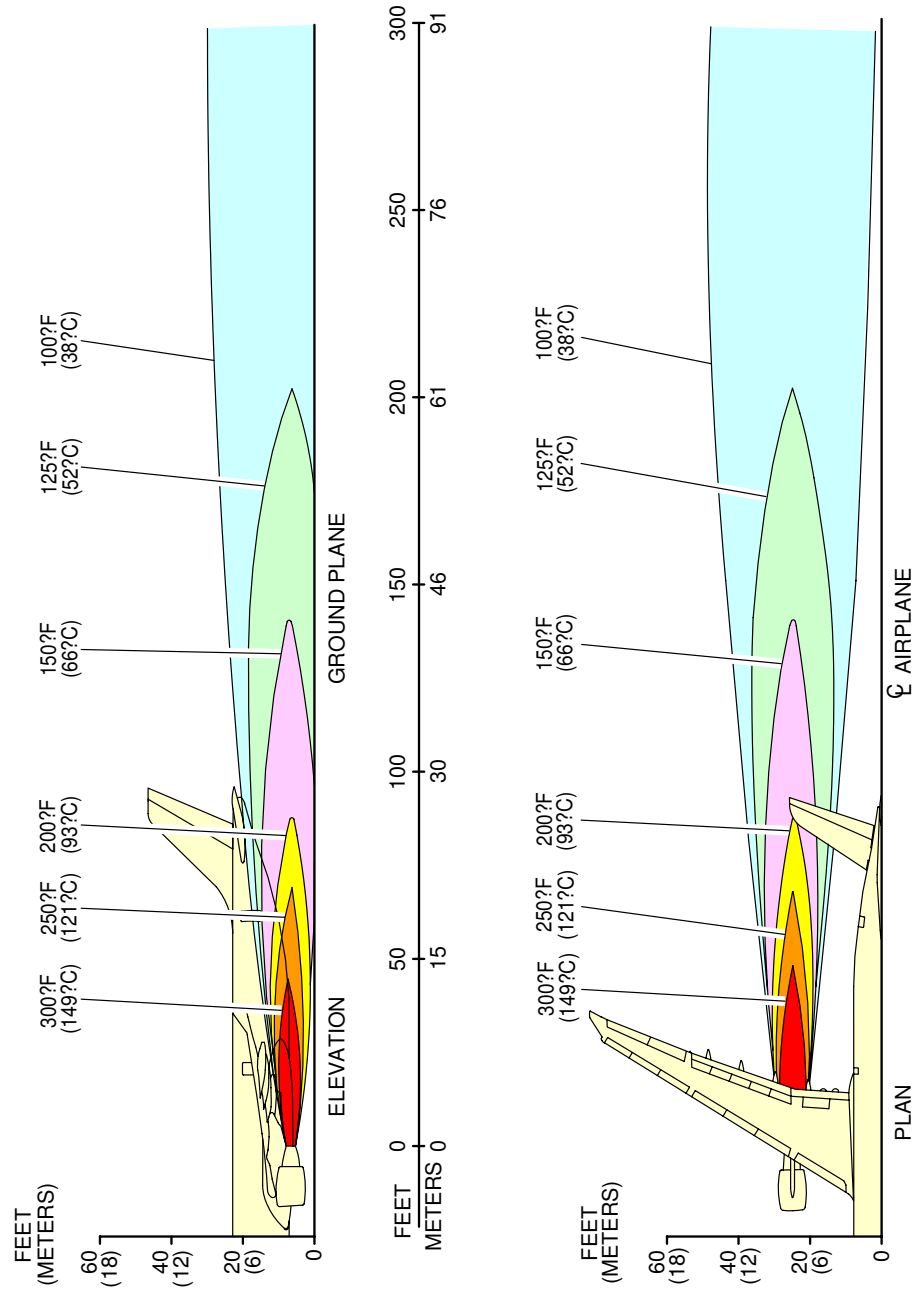 FEET
(METERS)
60
(18)
40
(12)
20
(6)
0
300?F
(149?C)
250?F
(121?C)
200?F
(93?C)
150?F
(66?C)
125?F
(52?C)
100?F
(38?C)
ELEVATION
GROUND PLANE
FEET
0
50
100
150
200
250
300
METERS
0
15
30
46
61
76
91
FEET
(METERS)
60
(18)
40
(12)
20
(6)
0
300?F
(149?C)
250?F
(121?C)
200?F
(93?C)
150?F
(66?C)
125?F
(52?C)
100?F
(38?C)
PLAN
℄ AIRPLANE